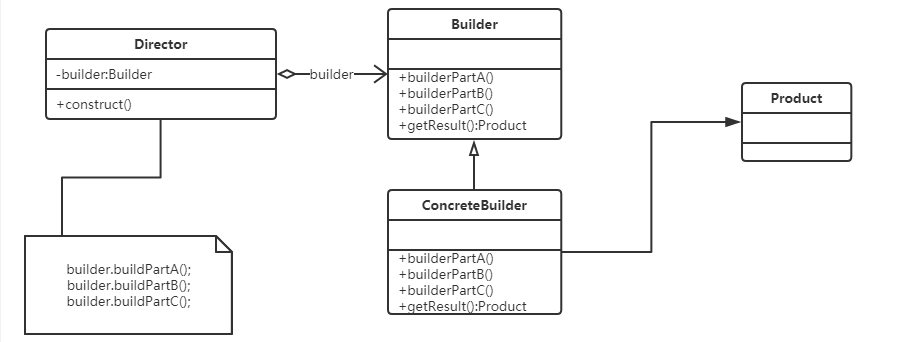 Director
-builder:Builder
+construct()
builder
Builder
+builderPartA()
+builderPartB()
+builderPartC()
+getResult():Product
Product
ConcreteBuilder
+builderPartA()
+builderPartB()
+builderPartC()
+getResult():Product
builder.buildPartA();
builder.buildPartB();
builder.buildPartC();